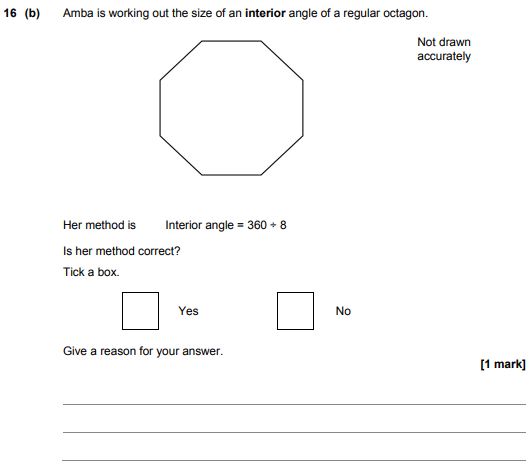 16 (b) Amba is working out the size of an interior angle of a regular octagon.
Not drawn
accurately
Her method is Interior angle = 360 ÷ 8
Is her method correct?
Tick a box.
Yes No
Give a reason for your answer.
[1 mark]